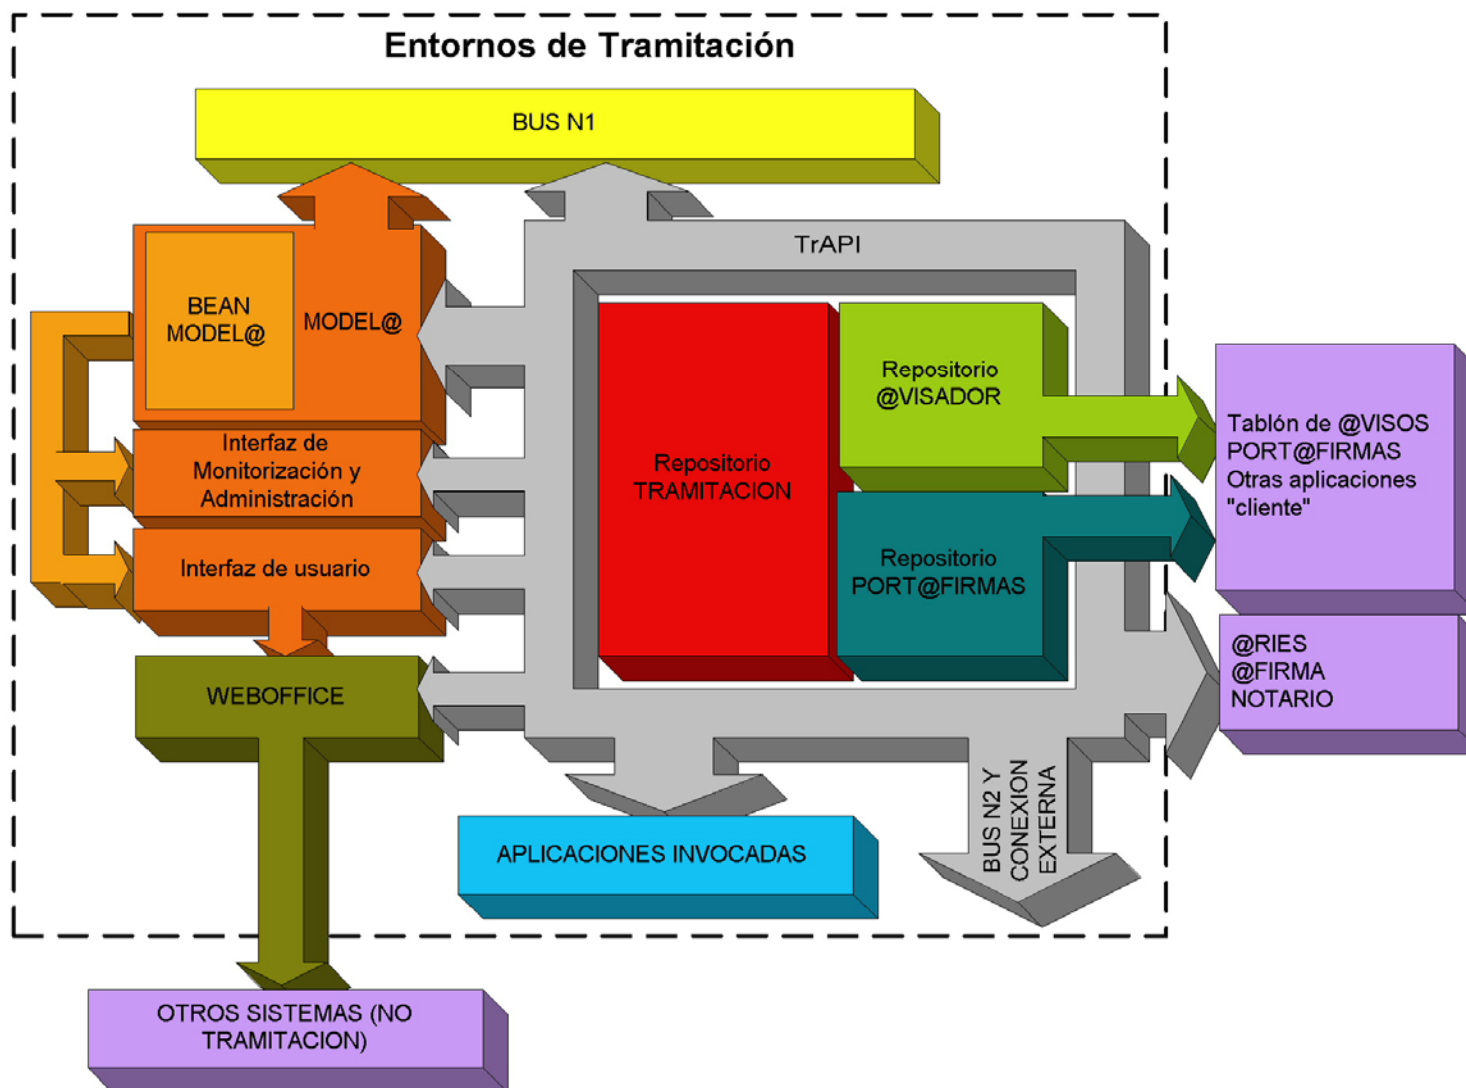 Entornos de Tramitación
BUS N1
TrAPI
BEAN
MODEL@
MODEL@
Interfaz de
Monitorización y
Administración
Interfaz de usuario
WEBOFFICE
Repositorio
TRAMITACION
Repositorio
@VISADOR
Repositorio
PORT@FIRMAS
Tablón de @VISOS
PORT@FIRMAS
Otras aplicaciones
"cliente"
@RIES
@FIRMA
NOTARIO
BUS N2 Y
CONEXION
EXTERNA
APLICACIONES INVOCADAS
OTROS SISTEMAS (NO
TRAMITACION)